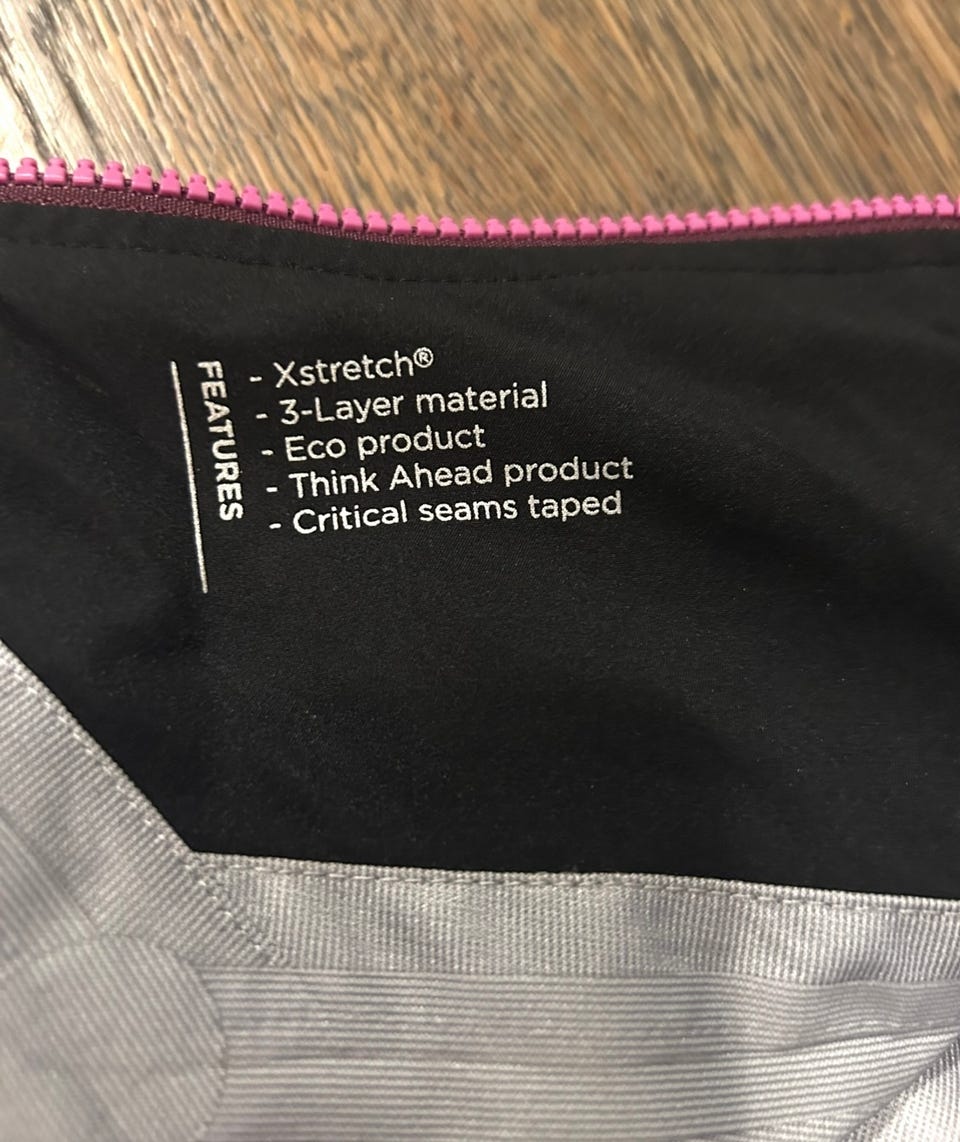 FEATURES
- Xstretch®
- 3-Layer material
- Eco product
- Think Ahead product
- Critical seams taped